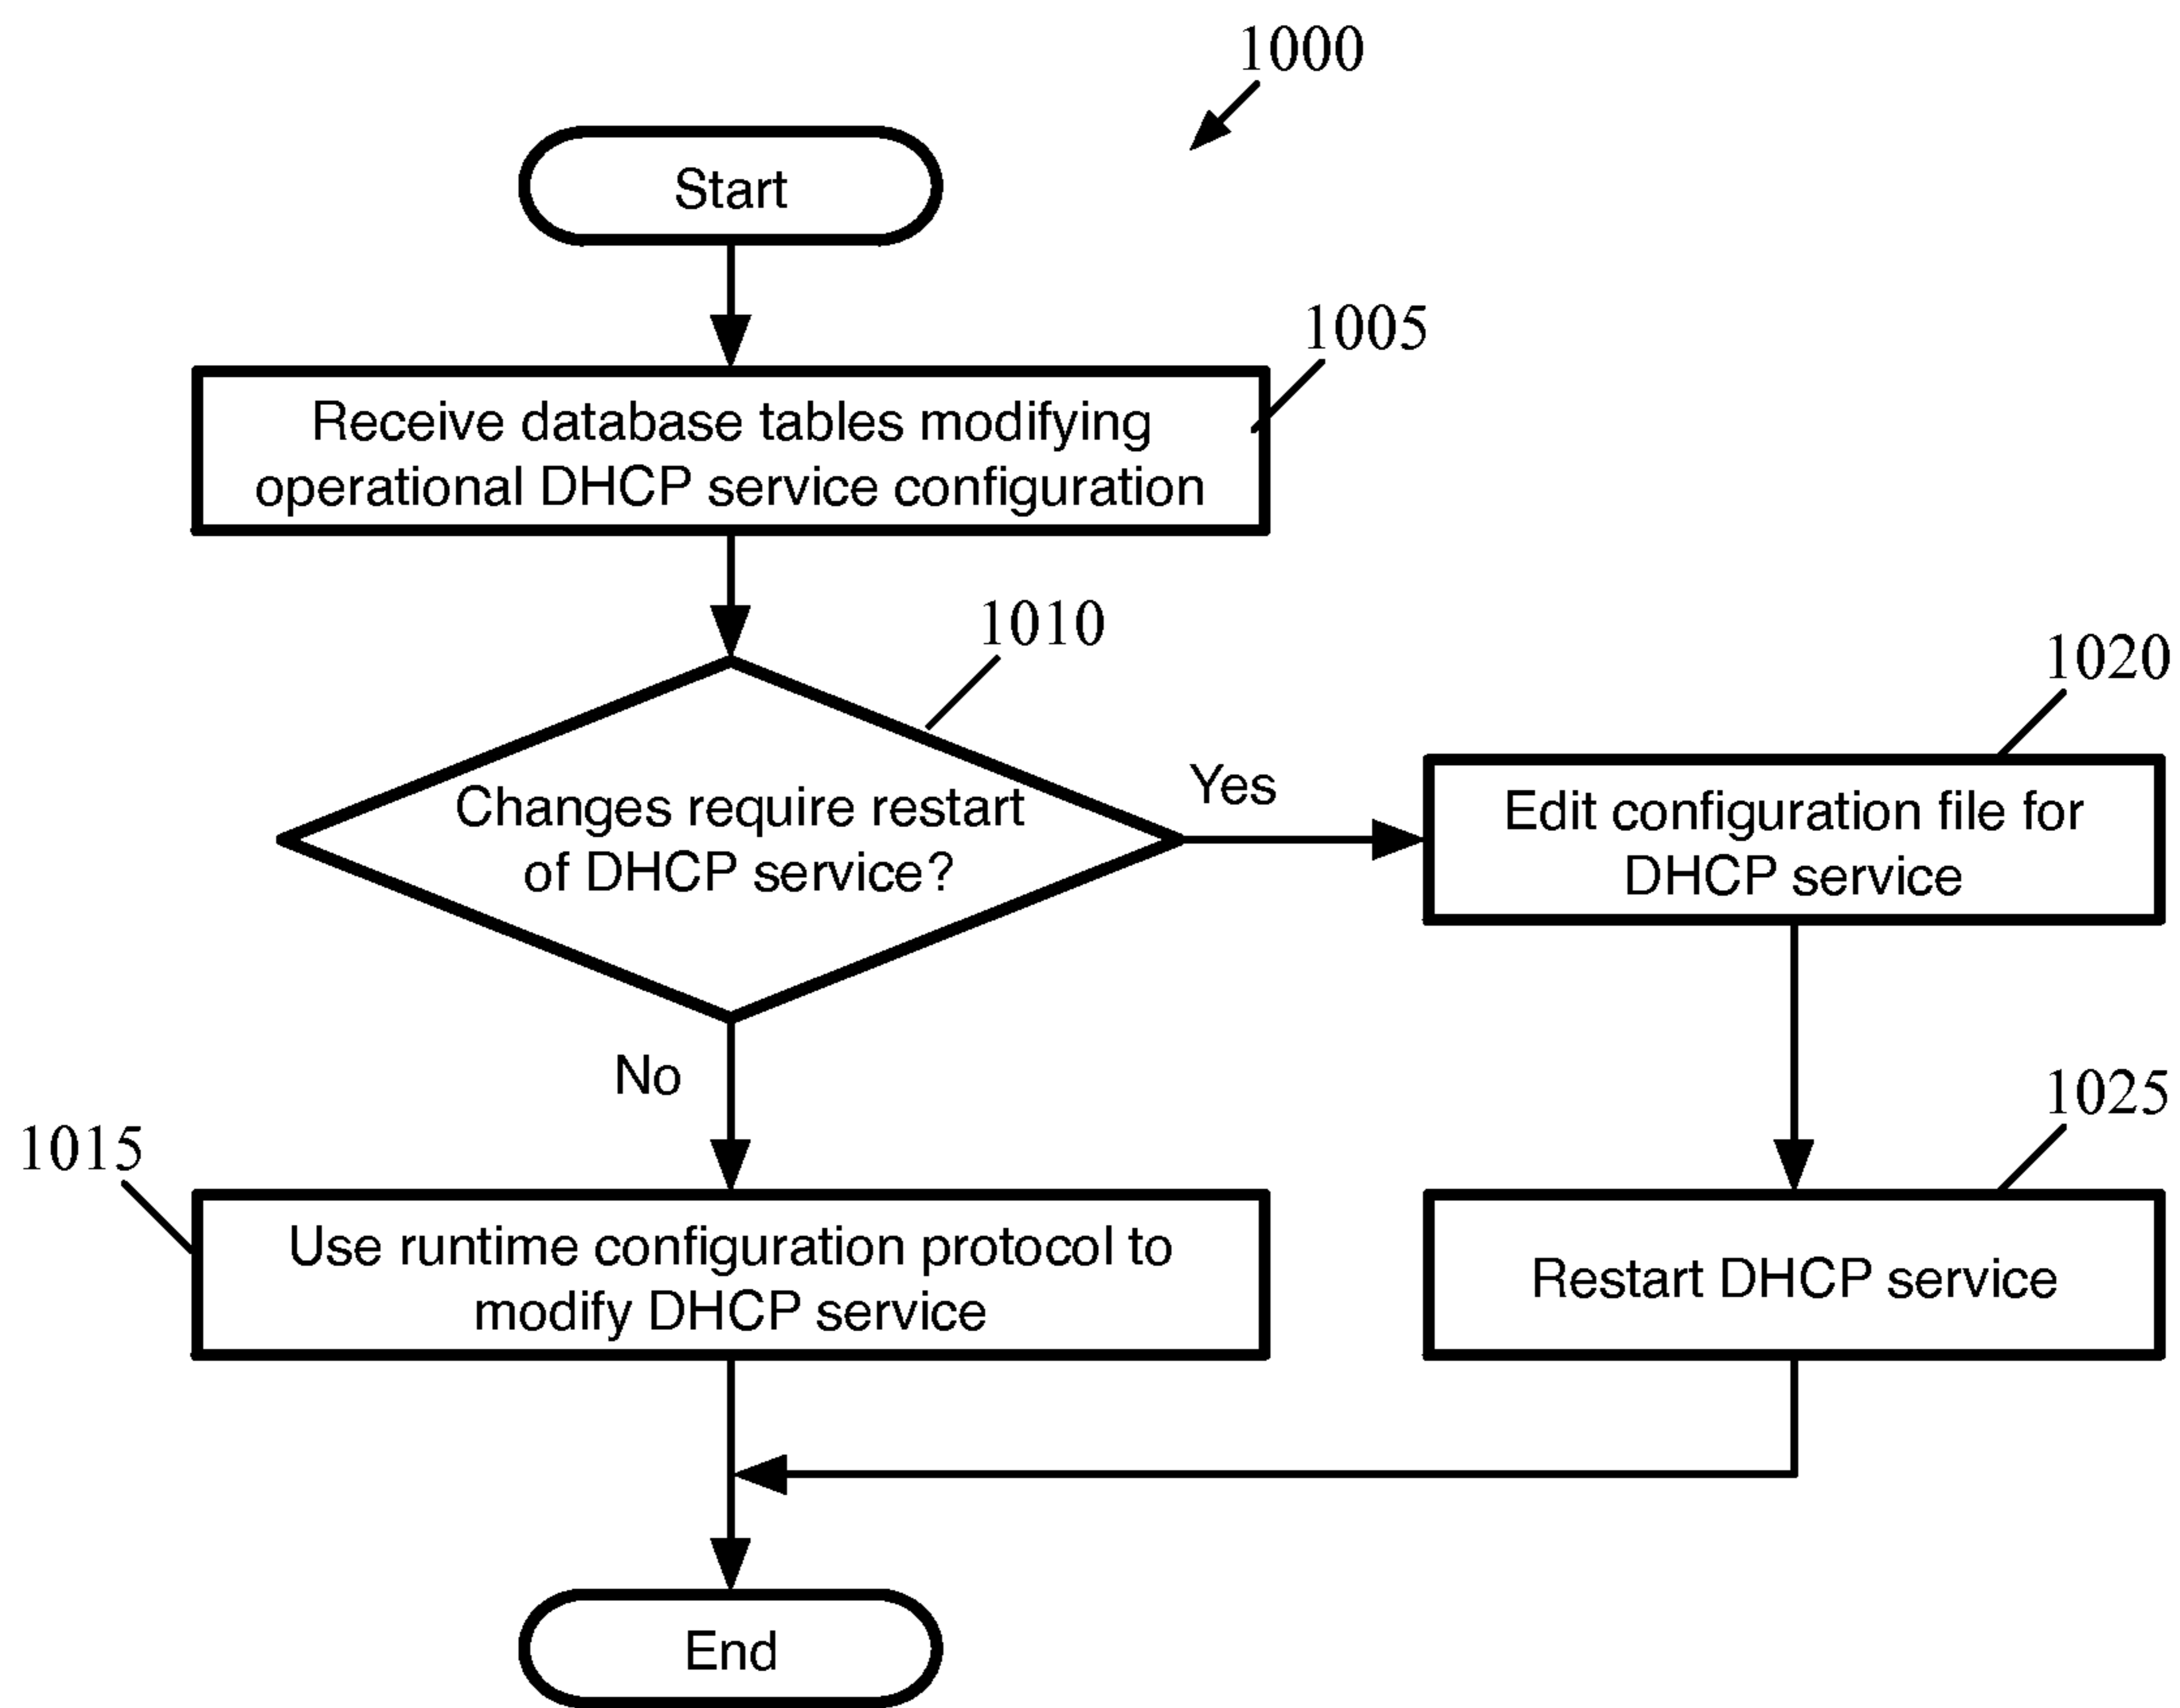 1000
Start
1005
Receive database tables modifying
operational DHCP service configuration
1010
Changes require restart
of DHCP service?
Yes
1020
Edit configuration file for
DHCP service
No
1015
Use runtime configuration protocol to
modify DHCP service
1025
Restart DHCP service
End